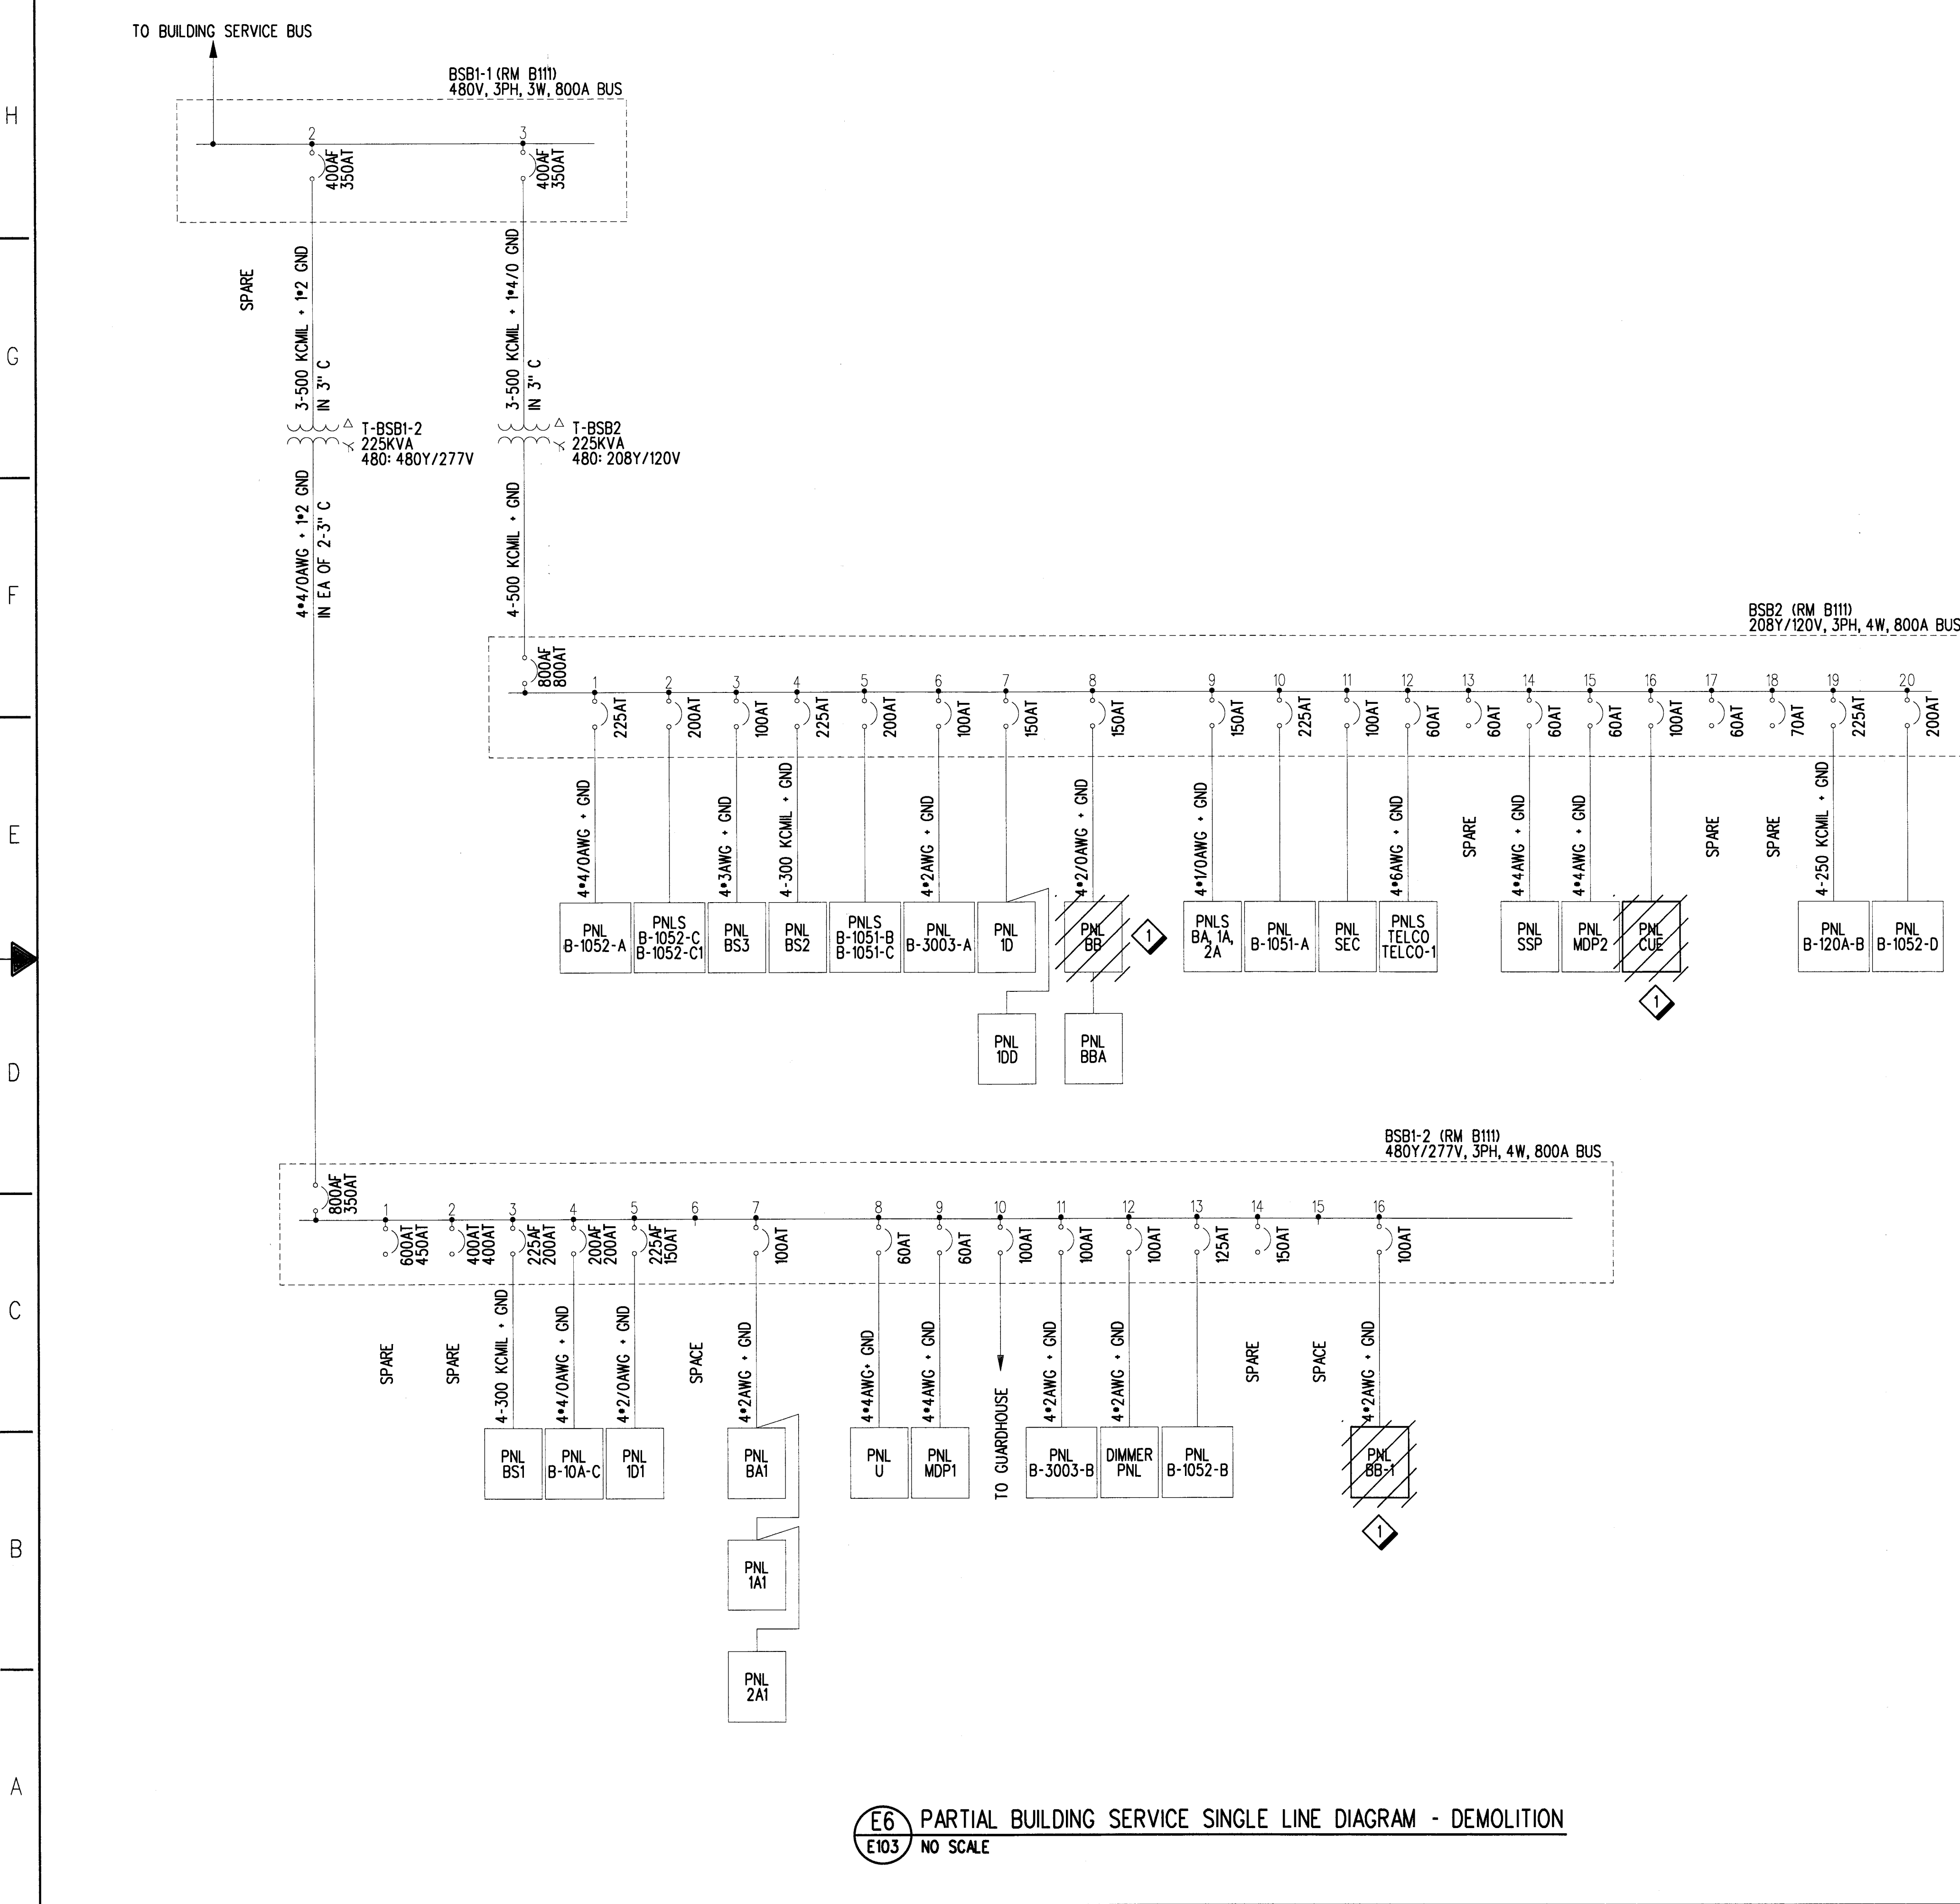 TO BUILDING SERVICE BUS
BSB1-1 (RM B111)
480V, 3PH, 3W, 800A BUS
H
2
3
400AF
350AT
400AF
350AT
SPARE
3-500 KCMIL + 1#2 GND
IN 3" C
3-500 KCMIL + 1#4/0 GND
IN 3" C
G
T-BSB1-2
225KVA
480: 480Y/277V
T-BSB2
225KVA
480: 208Y/120V
4#4/0AWG + 1#2 GND
IN EA OF 2-3" C
4-500 KCMIL + GND
F
BSB2 (RM B111)
208Y/120V, 3PH, 4W, 800A BUS
800AF
800AT
1
2
3
4
5
6
7
8
9
10
11
12
13
14
15
16
17
18
19
20
225AT
200AT
100AT
225AT
200AT
100AT
150AT
150AT
150AT
225AT
100AT
60AT
60AT
60AT
60AT
100AT
60AT
70AT
225AT
200AT
E
4#4/0AWG + GND
4#3AWG + GND
4-300 KCMIL + GND
4#2AWG + GND
4#2/0AWG + GND
4#1/0AWG + GND
4#6AWG + GND
SPARE
4#4AWG + GND
4#4AWG + GND
SPARE
SPARE
4-250 KCMIL + GND
PNL
B-1052-A
PNLS
B-1052-C
B-1052-C1
PNL
BS3
PNL
BS2
PNLS
B-1051-B
B-1051-C
PNL
B-3003-A
PNL
1D
PNL
BB
1
PNLS
BA, 1A,
2A
PNL
B-1051-A
PNL
SEC
PNLS
TELCO
TELCO-1
PNL
SSP
PNL
MDP2
PNL
CUE
1
PNL
B-120A-B
PNL
B-1052-D
PNL
1DD
PNL
BBA
D
BSB1-2 (RM B111)
480Y/277V, 3PH, 4W, 800A BUS
800AF
350AT
1
2
3
4
5
6
7
8
9
10
11
12
13
14
15
16
600AT
450AT
400AT
400AT
225AF
200AT
200AF
200AT
225AF
150AT
100AT
60AT
60AT
100AT
100AT
100AT
125AT
150AT
100AT
C
SPARE
SPARE
4-300 KCMIL + GND
4#4/0AWG + GND
4#2/0AWG + GND
SPACE
4#2AWG + GND
4#4AWG+ GND
4#4AWG + GND
TO GUARDHOUSE
4#2AWG + GND
4#2AWG + GND
SPARE
SPACE
4#2AWG + GND
PNL
BS1
PNL
B-10A-C
PNL
1D1
PNL
BA1
PNL
U
PNL
MDP1
PNL
B-3003-B
DIMMER
PNL
PNL
B-1052-B
PNL
BB-1
1
B
PNL
1A1
PNL
2A1
A
E6
E103
PARTIAL BUILDING SERVICE SINGLE LINE DIAGRAM - DEMOLITION
NO SCALE